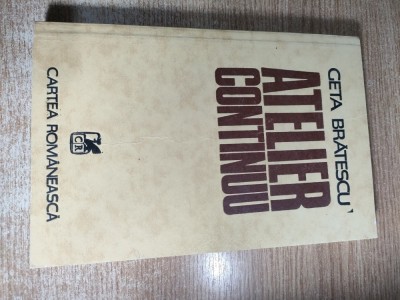 GETA BRĂTESCU
ATELIER
CONTINUU
CR
CARTEA ROMÂNEASCĂ